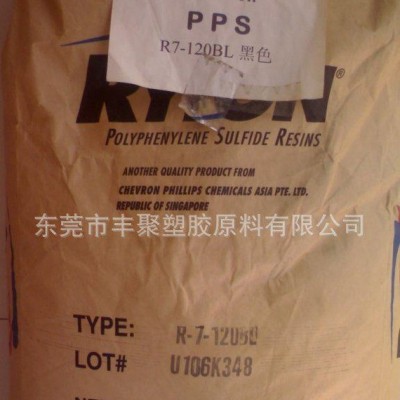 PPS
R7-120BL 黑色
RYTON®
POLYPHENYLENE SULFIDE RESINS
ANOTHER QUALITY PRODUCT FROM
CHEVRON PHILLIPS CHEMICALS ASIA PTE. LTD.
REPUBLIC OF SINGAPORE
东莞市丰聚塑胶原料有限公司
TYPE: R-7-120BL
LOT# U106K348